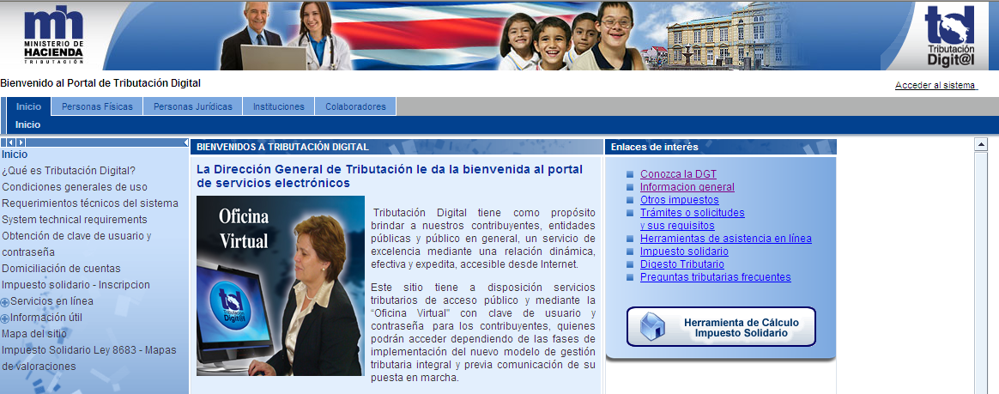 mh
MINISTERIO DE
HACIENDA
TRIBUTACIÓN
td
Tributación
Digit@l
Bienvenido al Portal de Tributación Digital
Acceder al sistema
Inicio
Personas Físicas
Personas Jurídicas
Instituciones
Colaboradores
Inicio
Inicio
¿Qué es Tributación Digital?
Condiciones generales de uso
Requerimientos técnicos del sistema
System technical requirements
Obtención de clave de usuario y
contraseña
Domiciliación de cuentas
Impuesto solidario - Inscripcion
Servicios en línea
Información útil
Mapa del sitio
Impuesto Solidario Ley 8683 - Mapas
de valoraciones
BIENVENIDOS A TRIBUTACIÓN DIGITAL
La Dirección General de Tributación le da la bienvenida al portal
de servicios electrónicos
Oficina
Virtual
td
Tributación
Digit@l
Tributación Digital tiene como propósito
brindar a nuestros contribuyentes, entidades
públicas y público en general, un servicio de
excelencia mediante una relación dinámica,
efectiva y expedita, accesible desde Internet.
Este sitio tiene a disposición servicios
tributarios de acceso público y mediante la
"Oficina Virtual" con clave de usuario y
contraseña para los contribuyentes, quienes
podrán acceder dependiendo de las fases de
implementación del nuevo modelo de gestión
tributaria integral y previa comunicación de su
puesta en marcha.
Enlaces de interés
Conozca la DGT
Informacion general
Otros impuestos
Trámites o solicitudes
y sus requisitos
Herramientas de asistencia en línea
Impuesto solidario
Digesto Tributario
Preguntas tributarias frecuentes
Herramienta de Cálculo
Impuesto Solidario